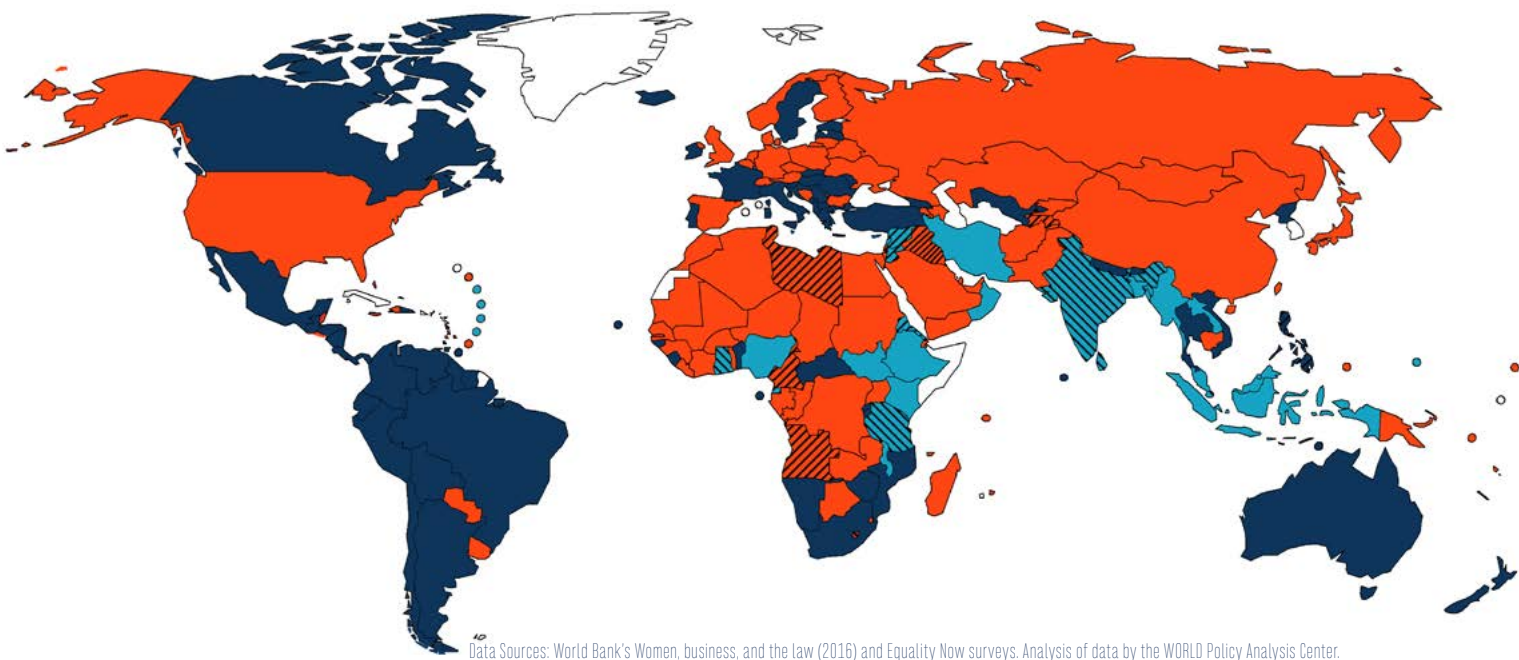 Data Sources: World Bank's Women, business, and the law (2016) and Equality Now surveys. Analysis of data by the WORLD Policy Analysis Center.